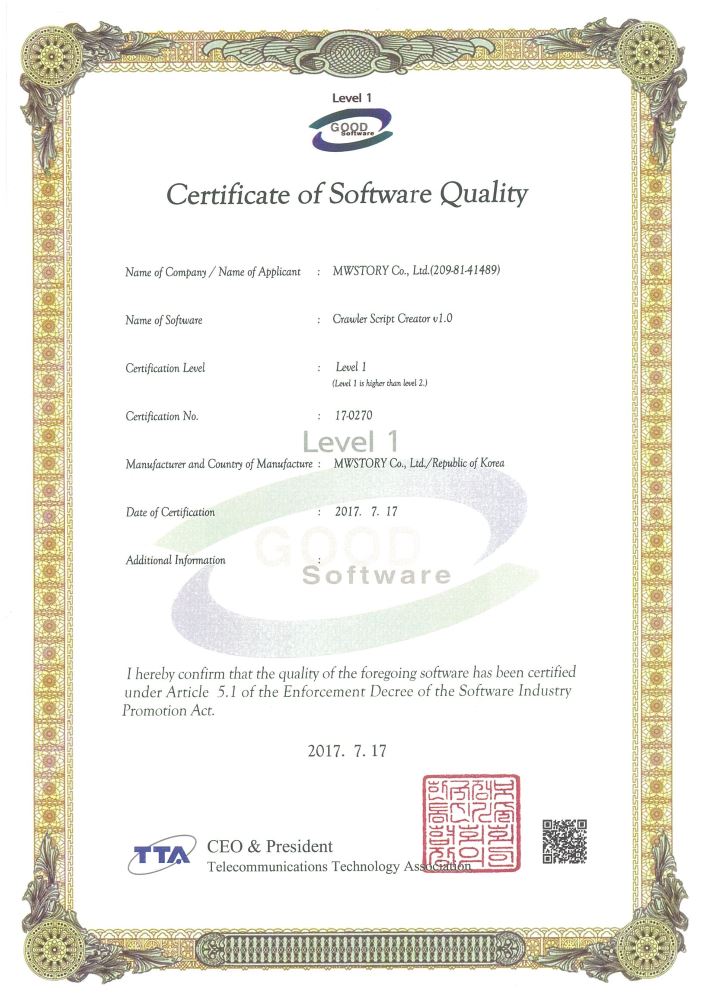 Level 1
GOOD
Software
Certificate of Software Quality
Name of Company / Name of Applicant : MWSTORY Co., Ltd.(209-81-41489)
Name of Software : Crawler Script Creator v1.0
Certification Level : Level 1
(Level 1 is higher than level 2.)
Certification No. : 17-0270
Level 1
Manufacturer and Country of Manufacture : MWSTORY Co., Ltd./Republic of Korea
Date of Certification : 2017. 7. 17
Additional Information :
GOOD
Software
I hereby confirm that the quality of the foregoing software has been certified
under Article 5.1 of the Enforcement Decree of the Software Industry
Promotion Act.
2017. 7. 17
TTA
CEO & President
Telecommunications Technology Association